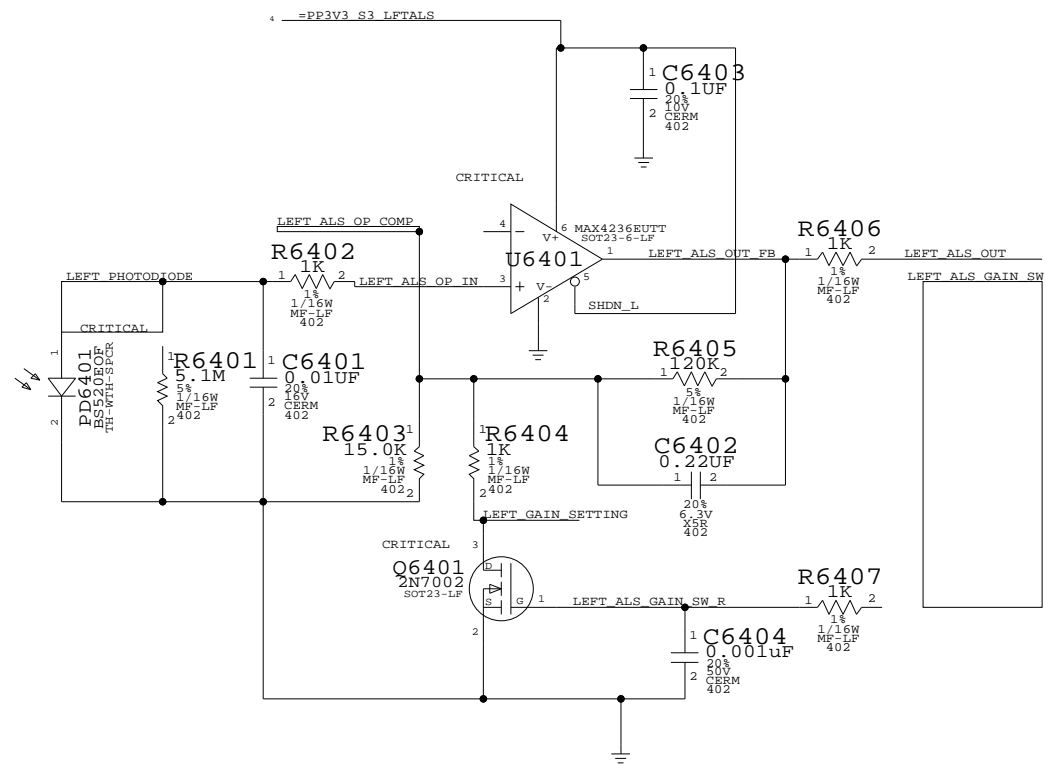 4 =PP3V3_S3_LFTALS
1 C6403
0.1UF
20%
10V
2 CERM
402
CRITICAL
LEFT_ALS_OP_COMP
4
V+
6 MAX4236EUTT
SOT23-6-LF
U6401
1 LEFT_ALS_OUT_FB
R6406
1K
1 2 LEFT_ALS_OUT
1%
1/16W
MF-LF
402
LEFT_ALS_GAIN_SW
LEFT_PHOTODIODE
R6402
1K
1 2 LEFT_ALS_OP_IN
1%
1/16W
MF-LF
402
3
V-
2
5
SHDN_L
CRITICAL
1
PD6401
BS520EOF
TH-WTH-SPCR
2
1
R6401
5.1M
5%
1/16W
MF-LF
2 402
1 C6401
0.01UF
20%
16V
2 CERM
402
R6405
120K
1 2
5%
1/16W
MF-LF
402
R6403 1
15.0K
1%
1/16W
MF-LF
402 2
1 R6404
1K
1%
1/16W
MF-LF
2 402
C6402
0.22UF
1 2
20%
6.3V
X5R
402
LEFT_GAIN_SETTING
CRITICAL
3
Q6401
2N7002
SOT23-LF
D
S
G
1
2
LEFT_ALS_GAIN_SW_R
R6407
1K
1 2
1%
1/16W
MF-LF
402
1 C6404
0.001uF
20%
50V
2 CERM
402